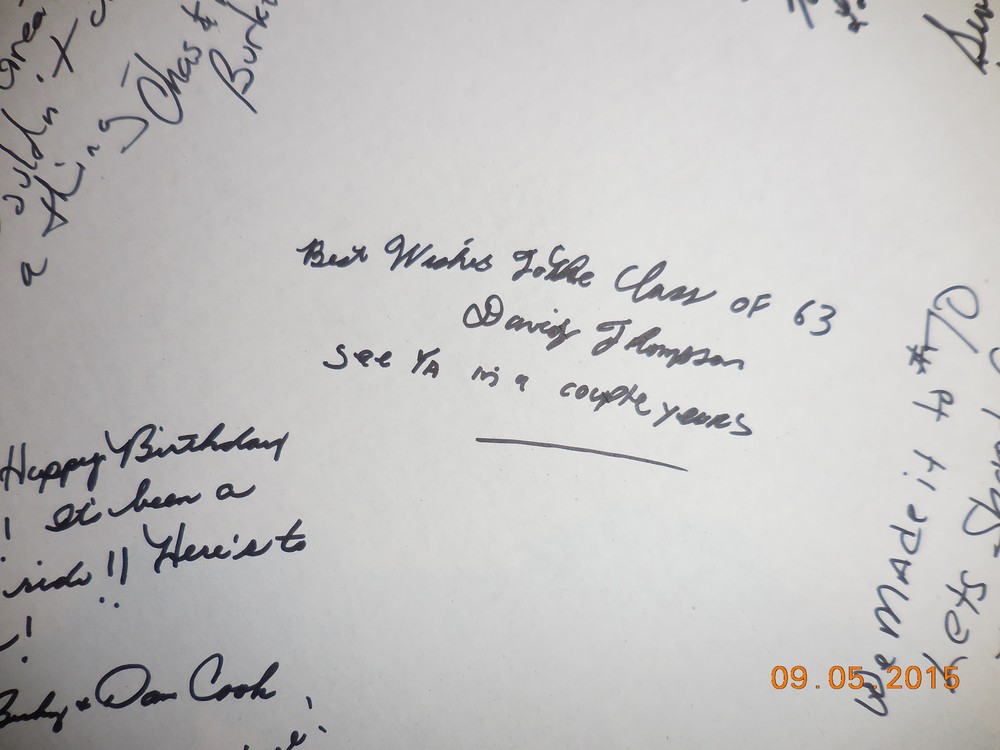 a thing
Chas &
Best Wishes To the Class OF 63
David Thompson
See YA in a couple years
Happy Birthday
! It's been a
ride!! Here's to
!
& Dan Cook
We MAde it to #70
09.05.2015